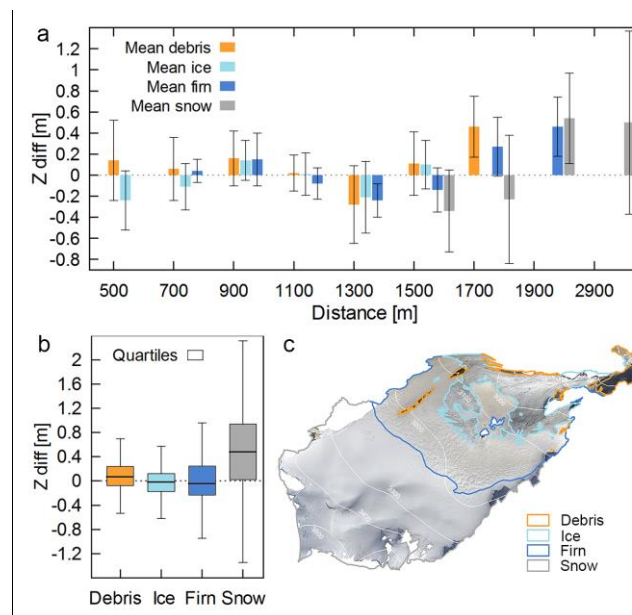 a
Mean debris
Mean ice
Mean firn
Mean snow
Z diff [m]
1.2
1
0.8
0.6
0.4
0.2
0
-0.2
-0.4
-0.6
-0.8
500 700 900 1100 1300 1500 1700 2000 2900
Distance [m]
b
Quartiles
Z diff [m]
2
1.6
1.2
0.8
0.4
0
-0.4
-0.8
-1.2
Debris Ice Firn Snow
c
Debris
Ice
Firn
Snow